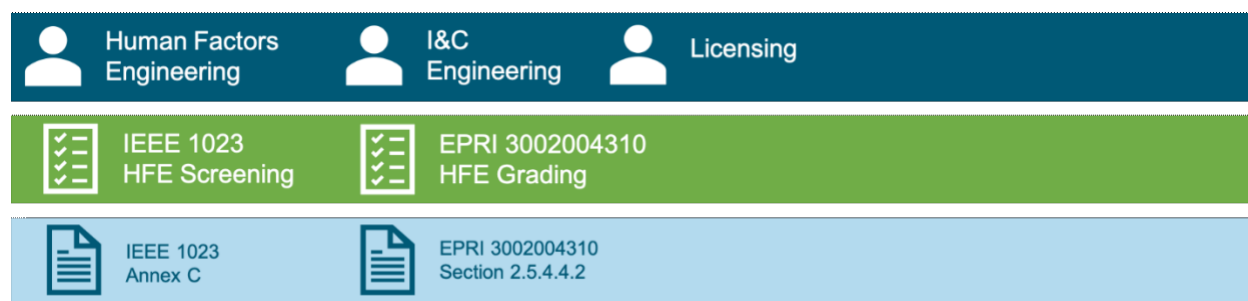 Human Factors
Engineering
I&C
Engineering
Licensing
IEEE 1023
HFE Screening
EPRI 3002004310
HFE Grading
IEEE 1023
Annex C
EPRI 3002004310
Section 2.5.4.4.2